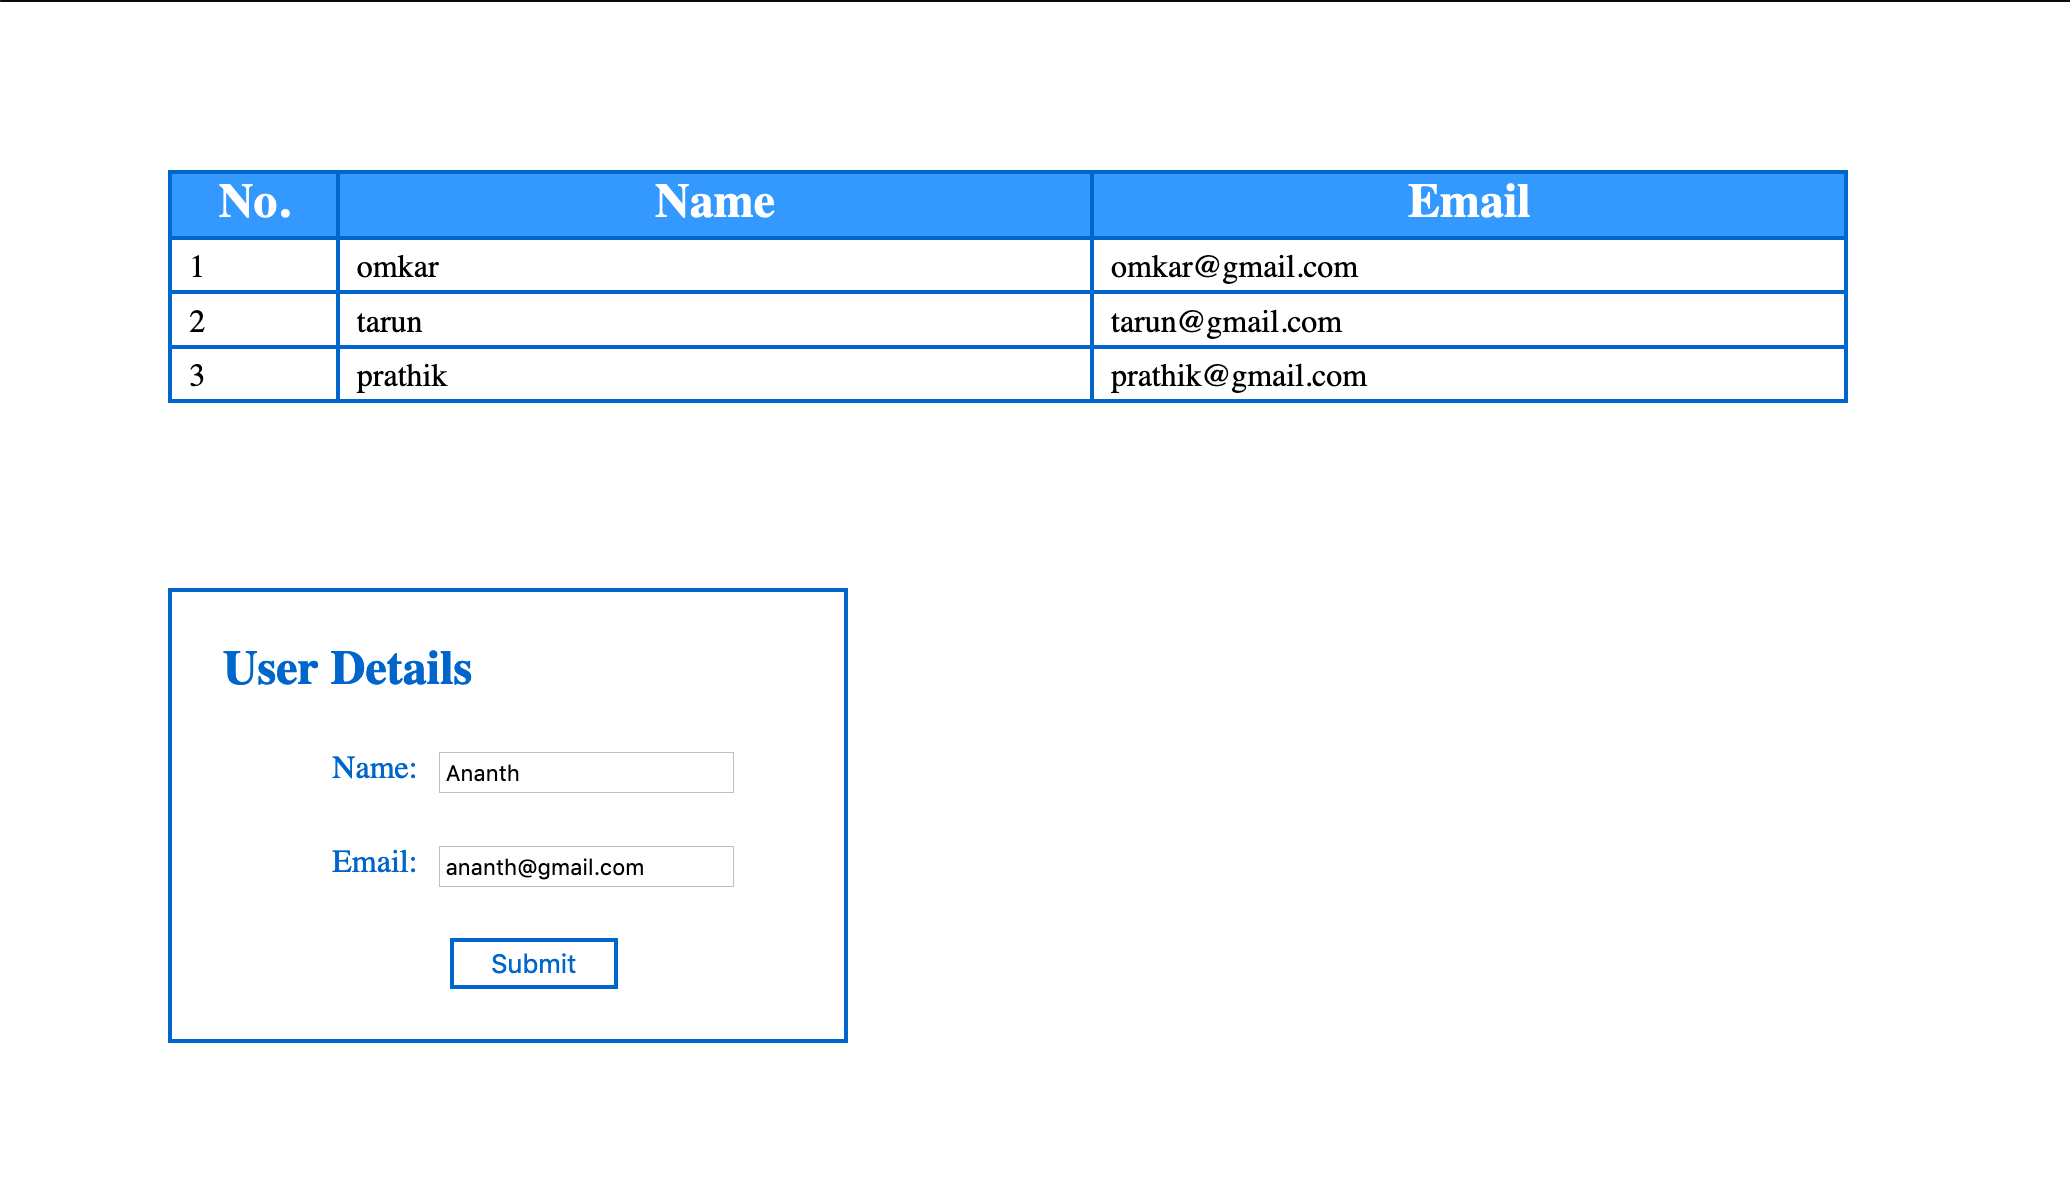 No. Name Email
1 omkar omkar@gmail.com
2 tarun tarun@gmail.com
3 prathik prathik@gmail.com
User Details
Name: Ananth
Email: ananth@gmail.com
Submit